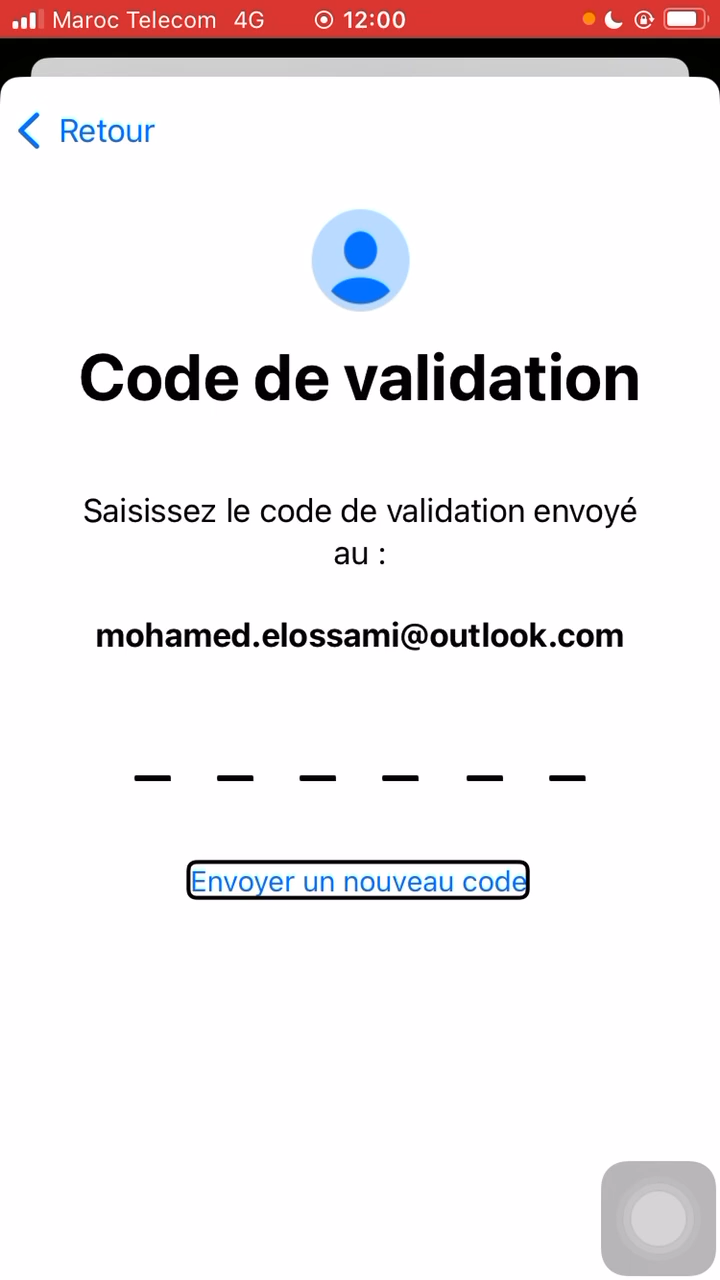 Maroc Telecom 4G 12:00
Retour
Code de validation
Saisissez le code de validation envoyé
au :
mohamed.elossami@outlook.com
Envoyer un nouveau code